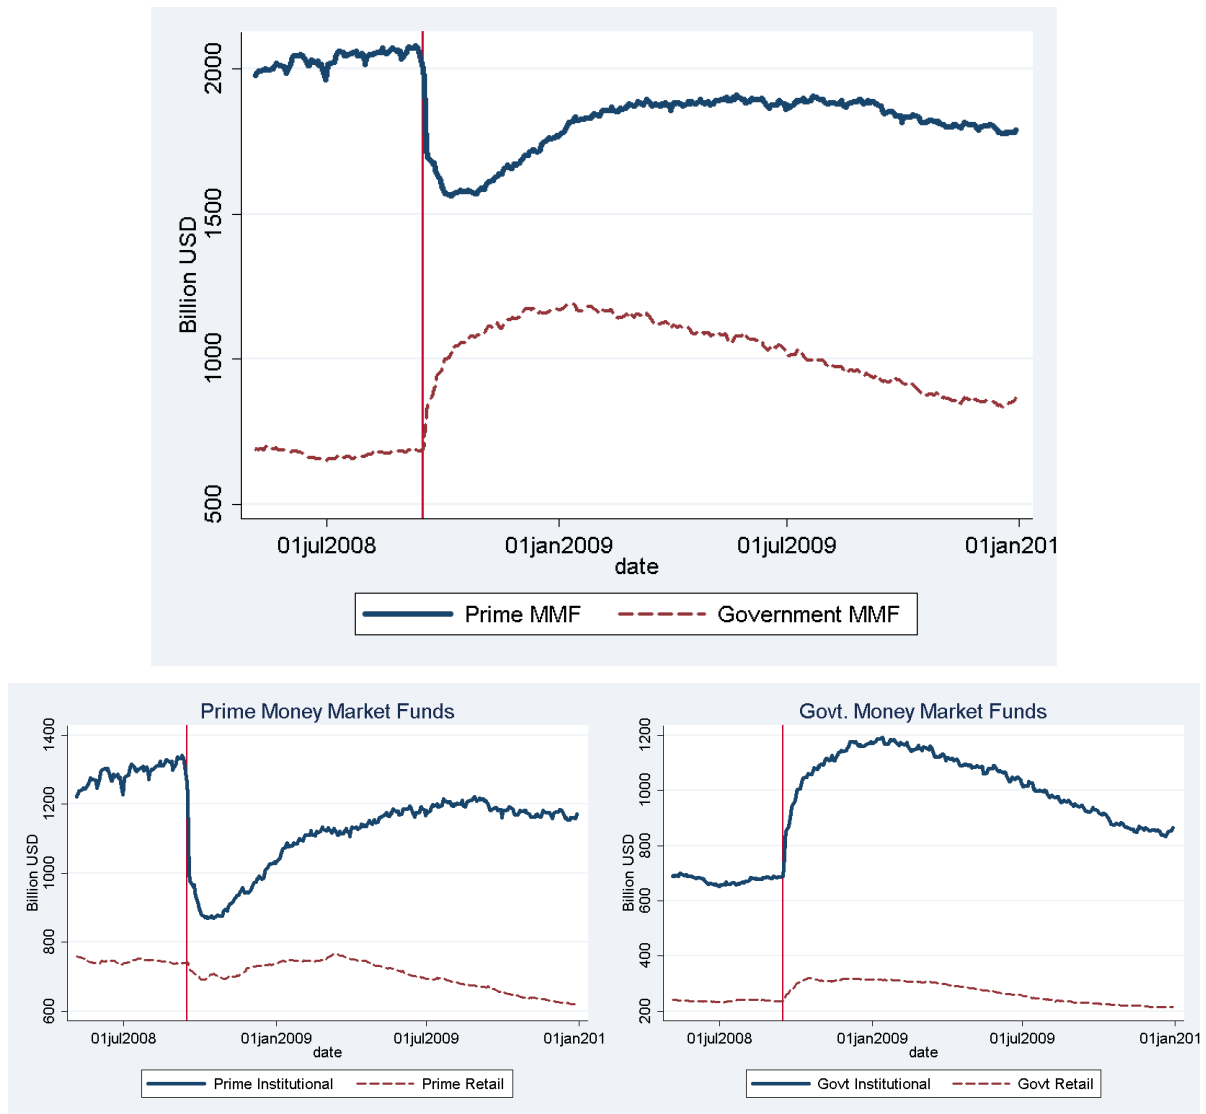 2000
1500
1000
500
Billion USD
01jul2008 01jan2009 01jul2009 01jan201
date
Prime MMF Government MMF
Prime Money Market Funds
1400
1200
1000
800
600
Billion USD
01jul2008 01jan2009 01jul2009 01jan201
date
Prime Institutional Prime Retail
Govt. Money Market Funds
1200
1000
800
600
400
200
Billion USD
01jul2008 01jan2009 01jul2009 01jan201
date
Govt Institutional Govt Retail